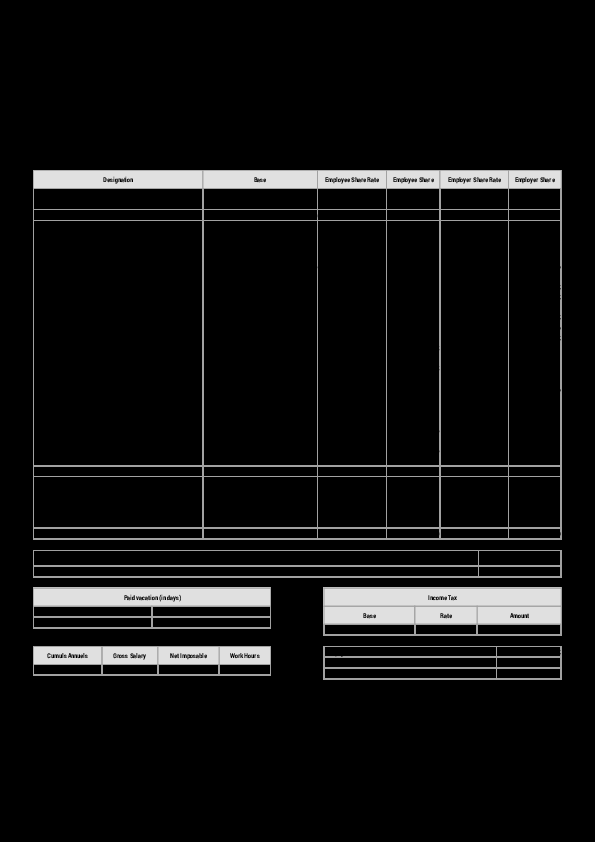 Designation Base Employee Share Rate Employee Share Employer Share Rate Employer Share
Paid vacation (in days)
Income Tax
Base Rate Amount
Cumuls Annuels Gross Salary Net Imposable Work Hours